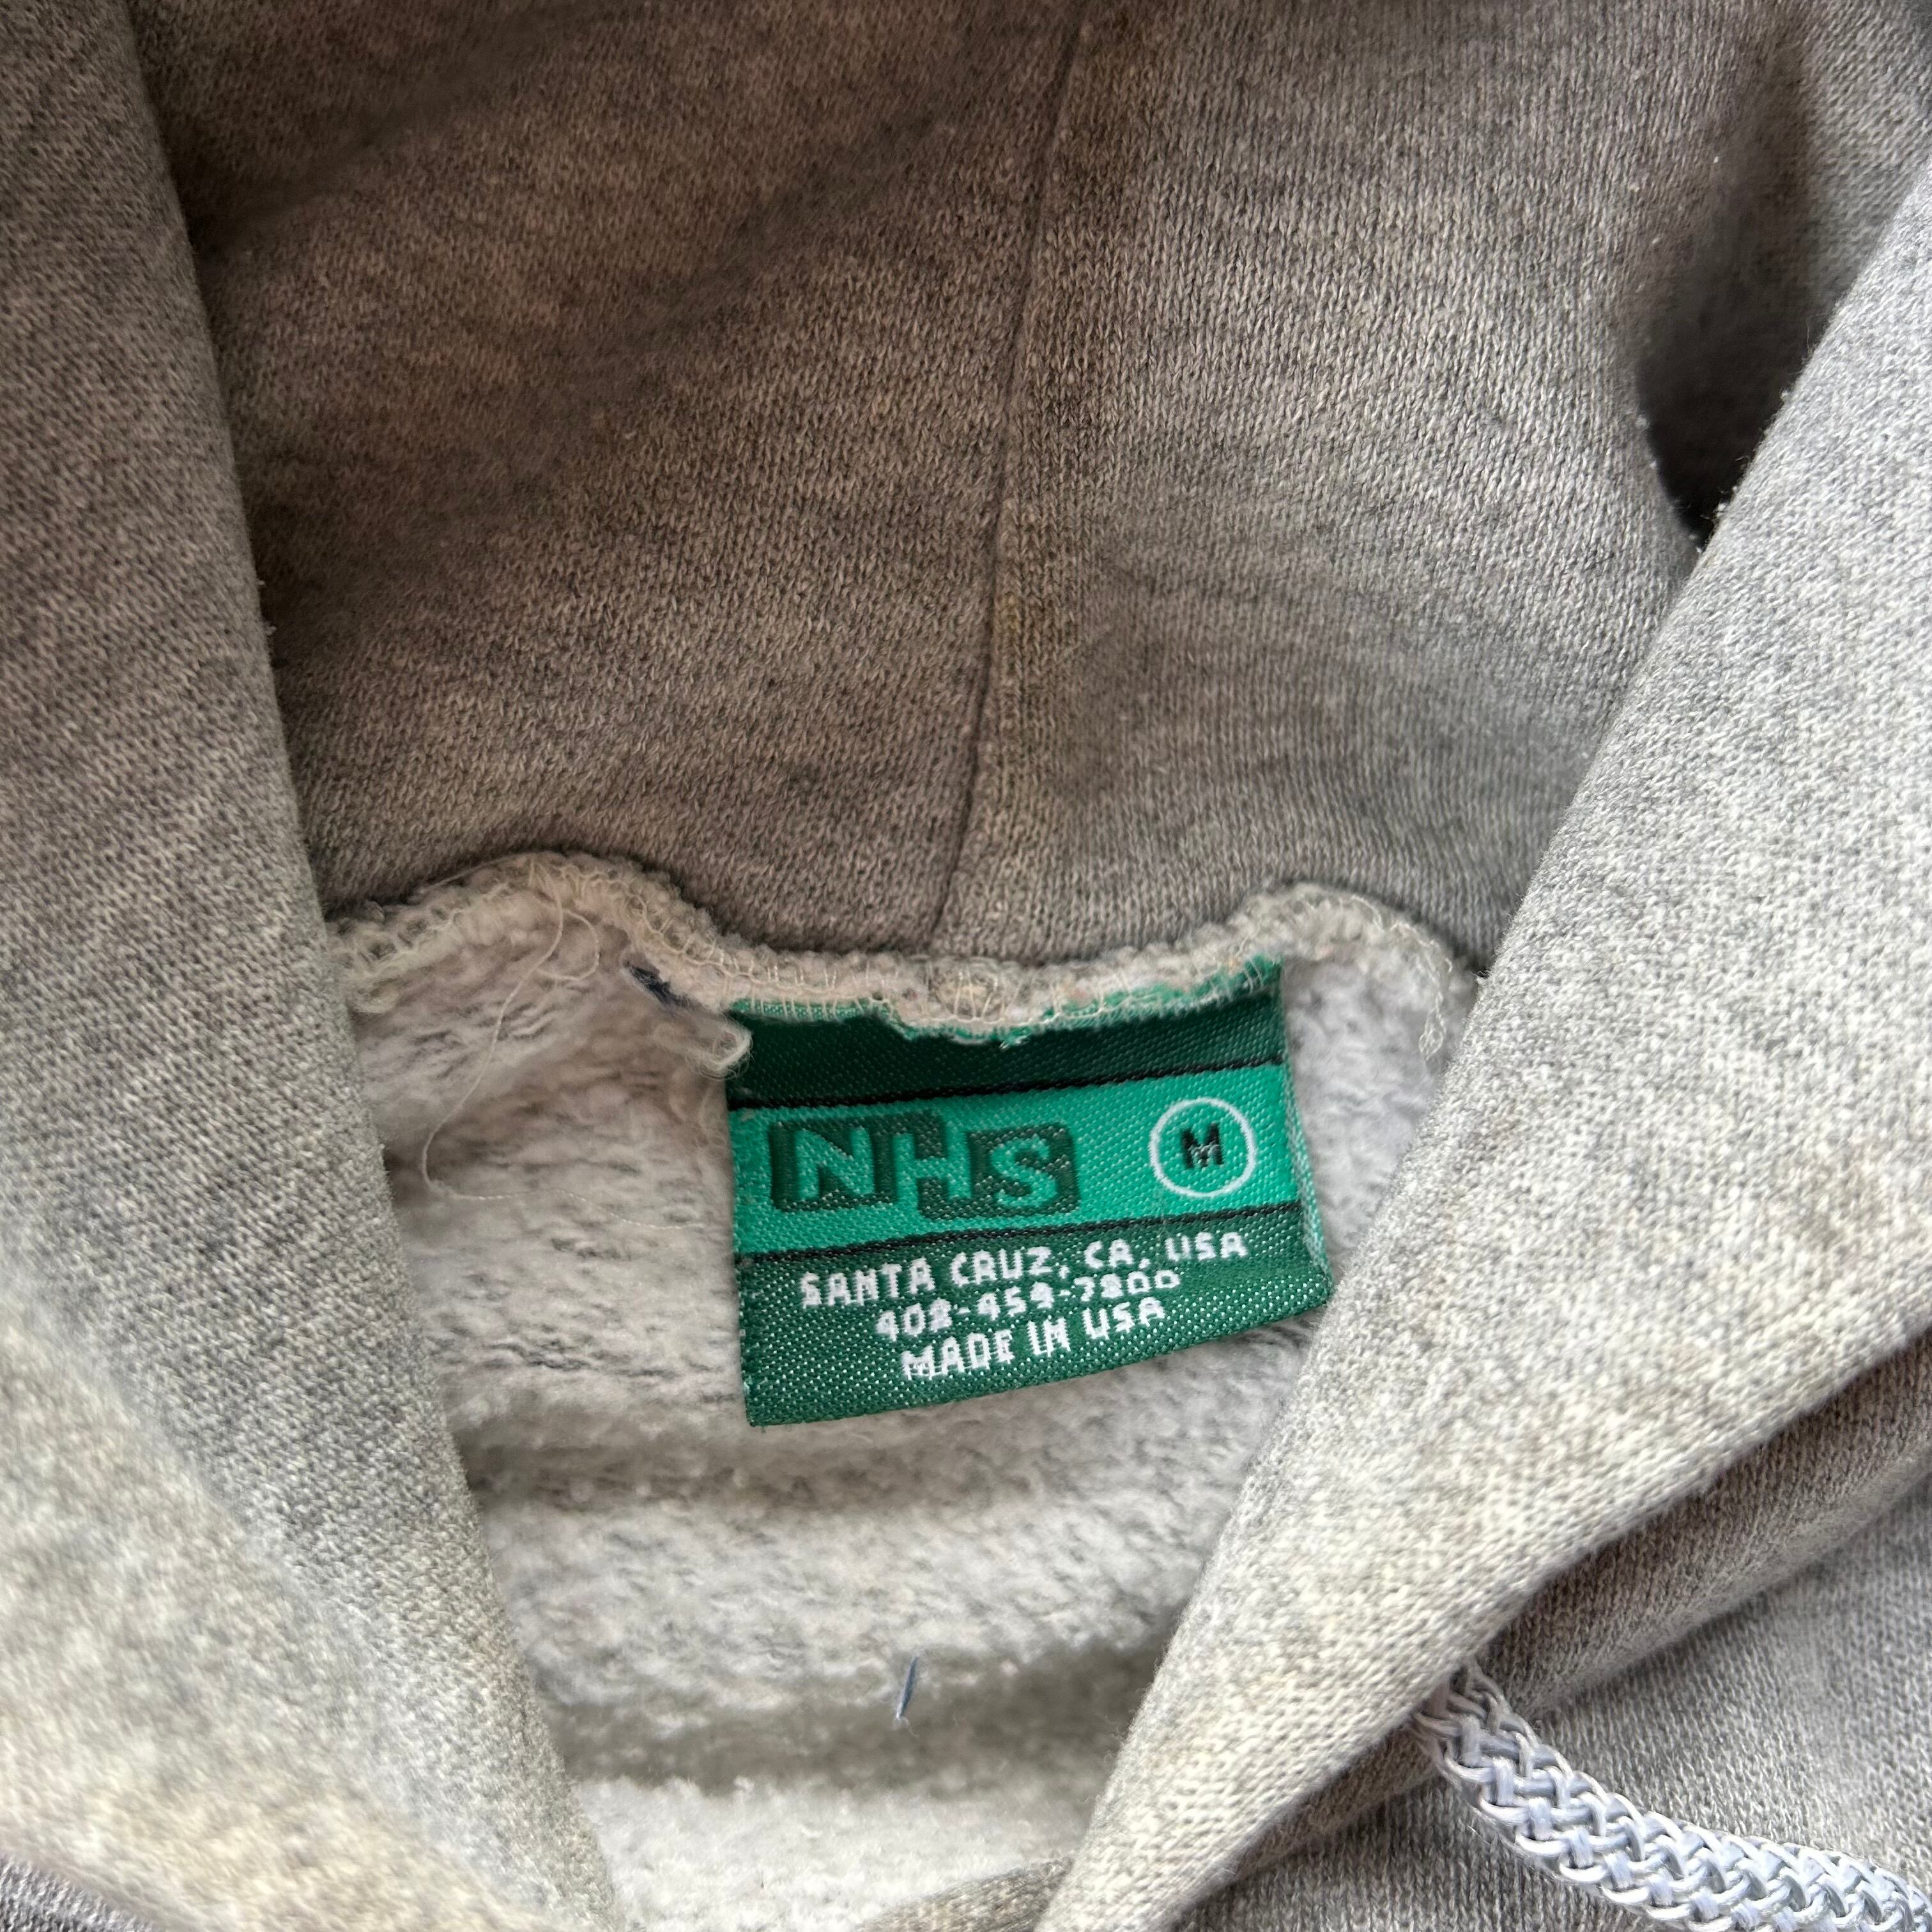 NHS M
SANTA CRUZ, CA, USA
408-459-7800
MADE IN USA